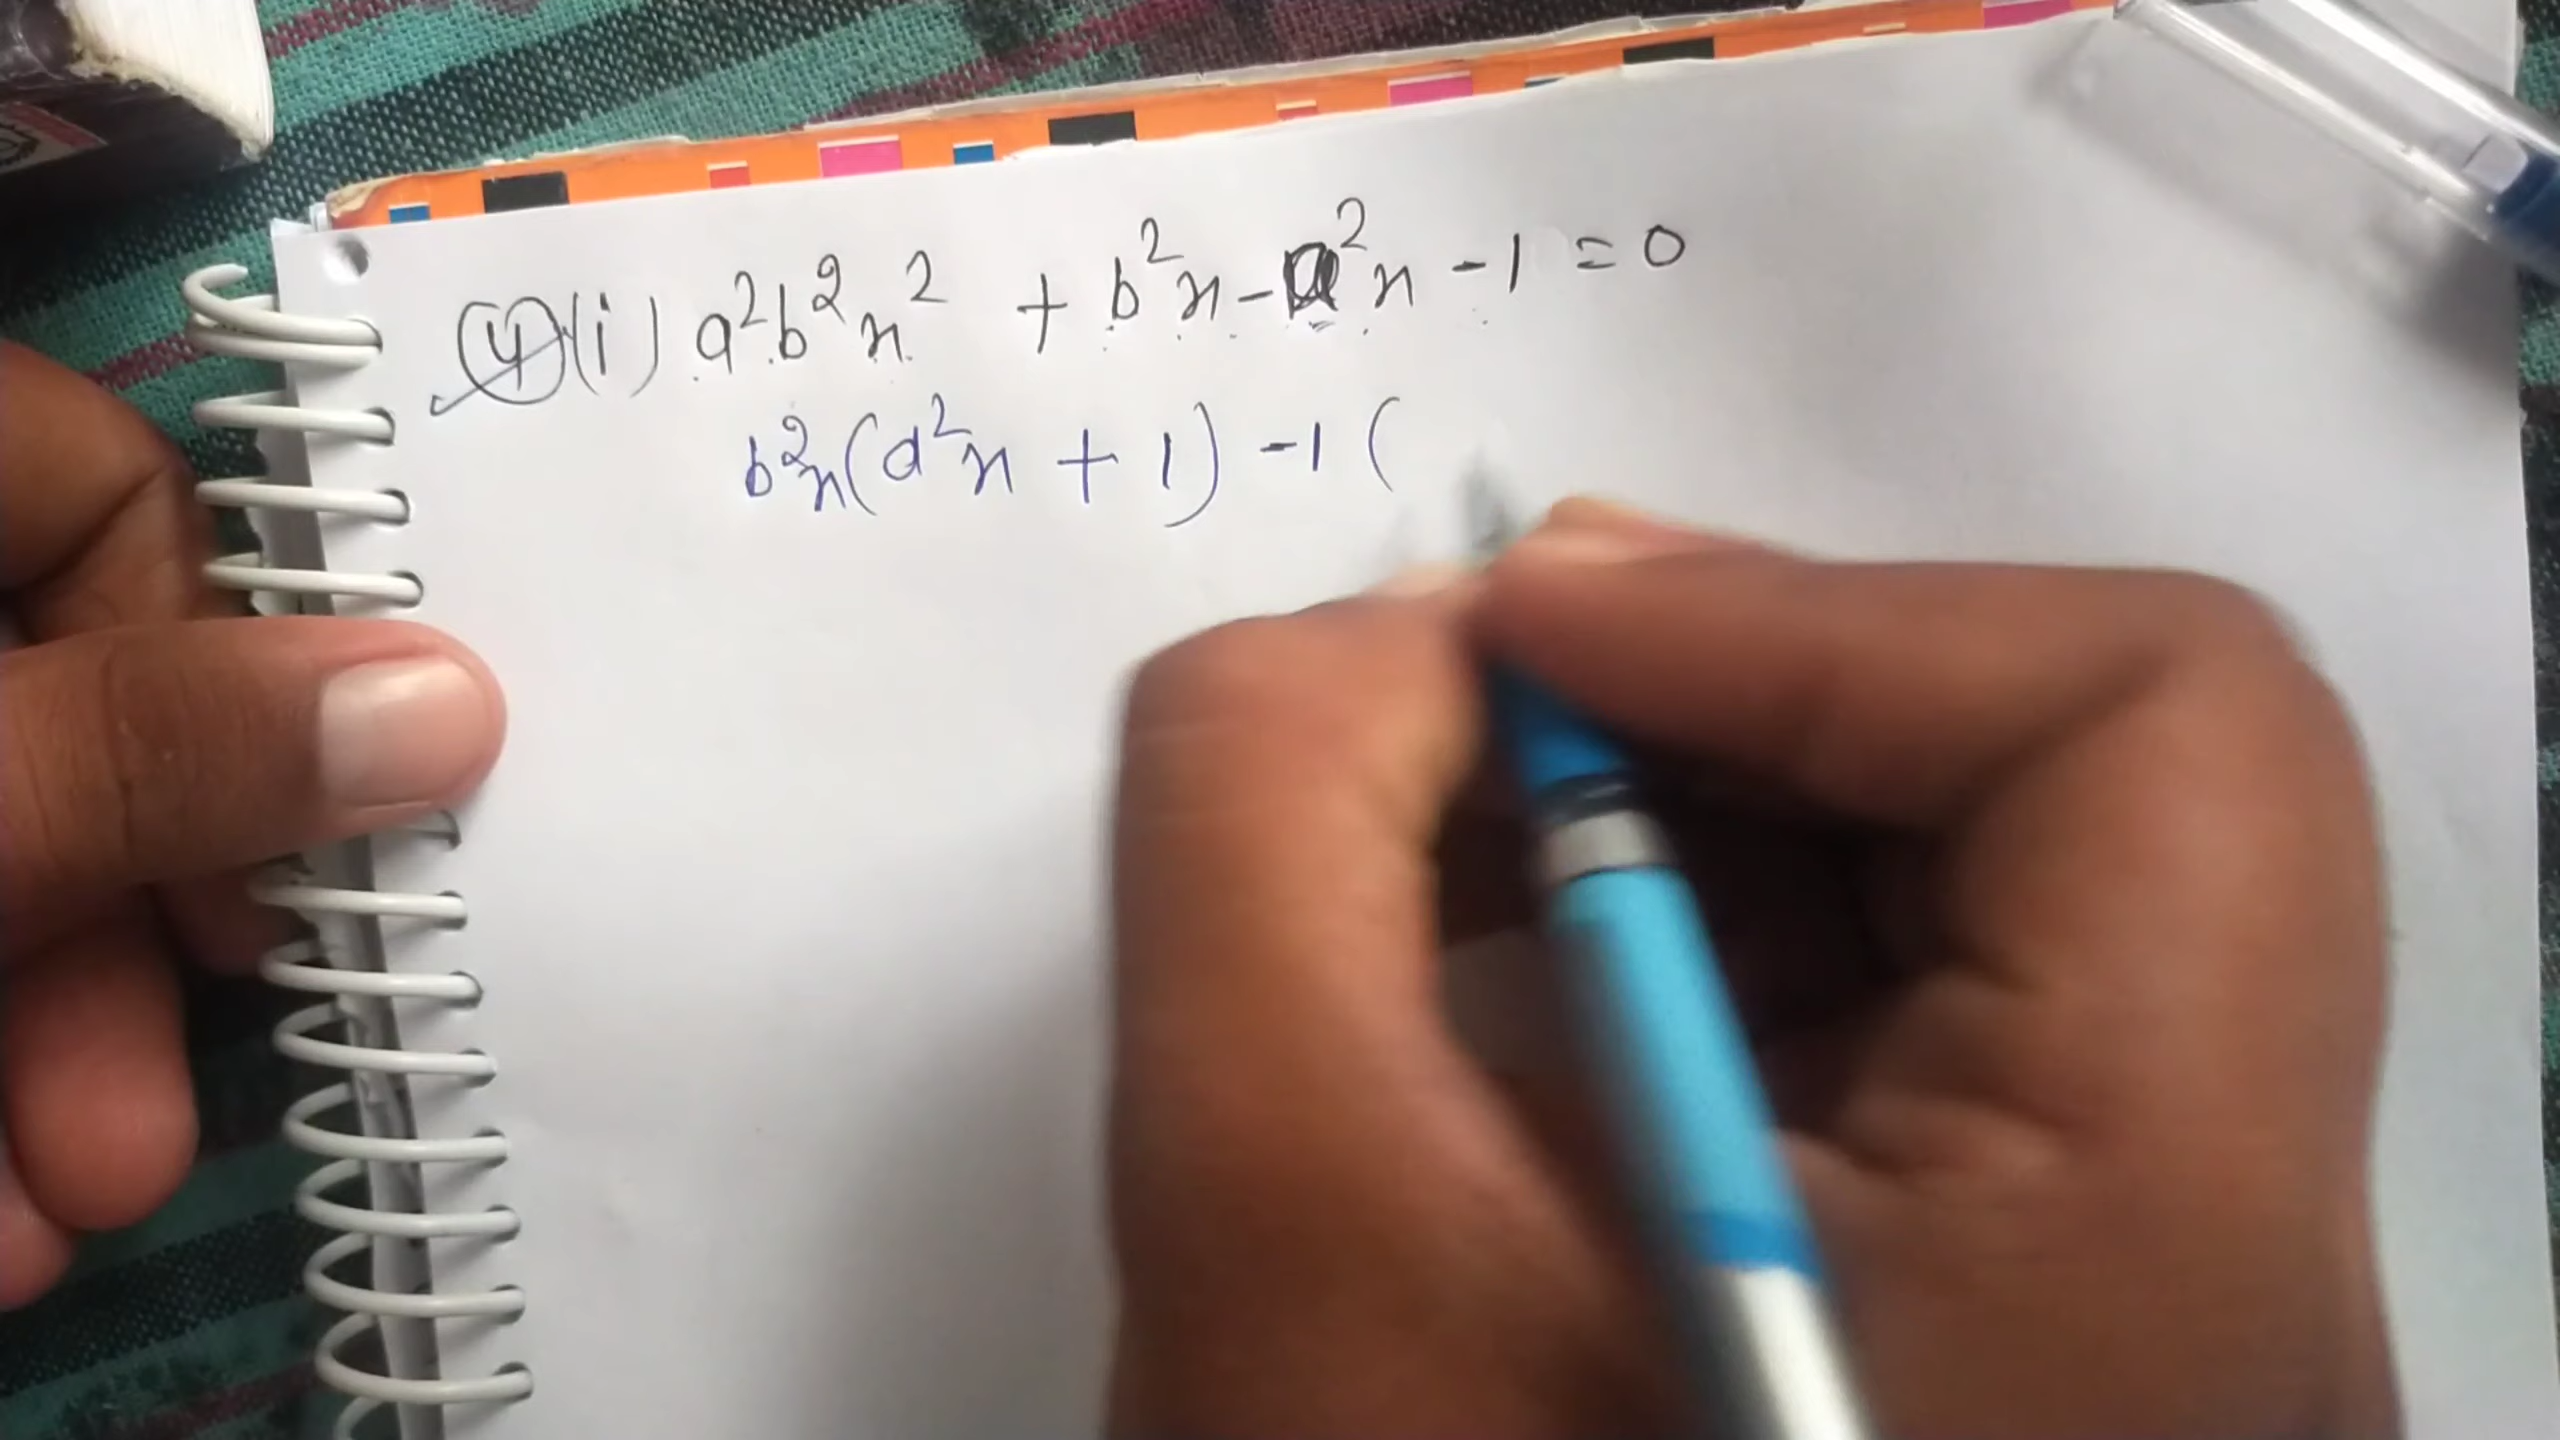 ④(i) a²b²x² + b²x - a²x - 1 = 0
b²x(a²x + 1) - 1 (